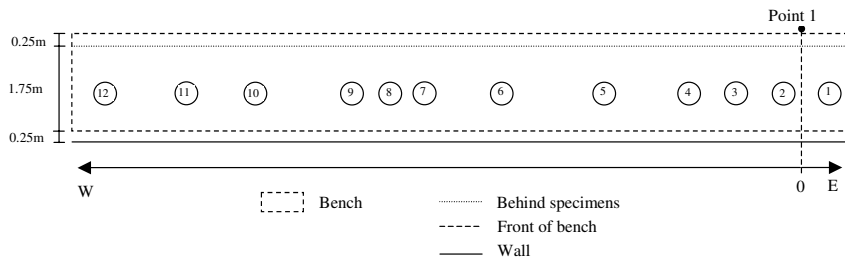 Point 1
0.25m
1.75m
12 11 10 9 8 7 6 5 4 3 2 1
0.25m
W 0 E
Bench
Behind specimens
Front of bench
Wall